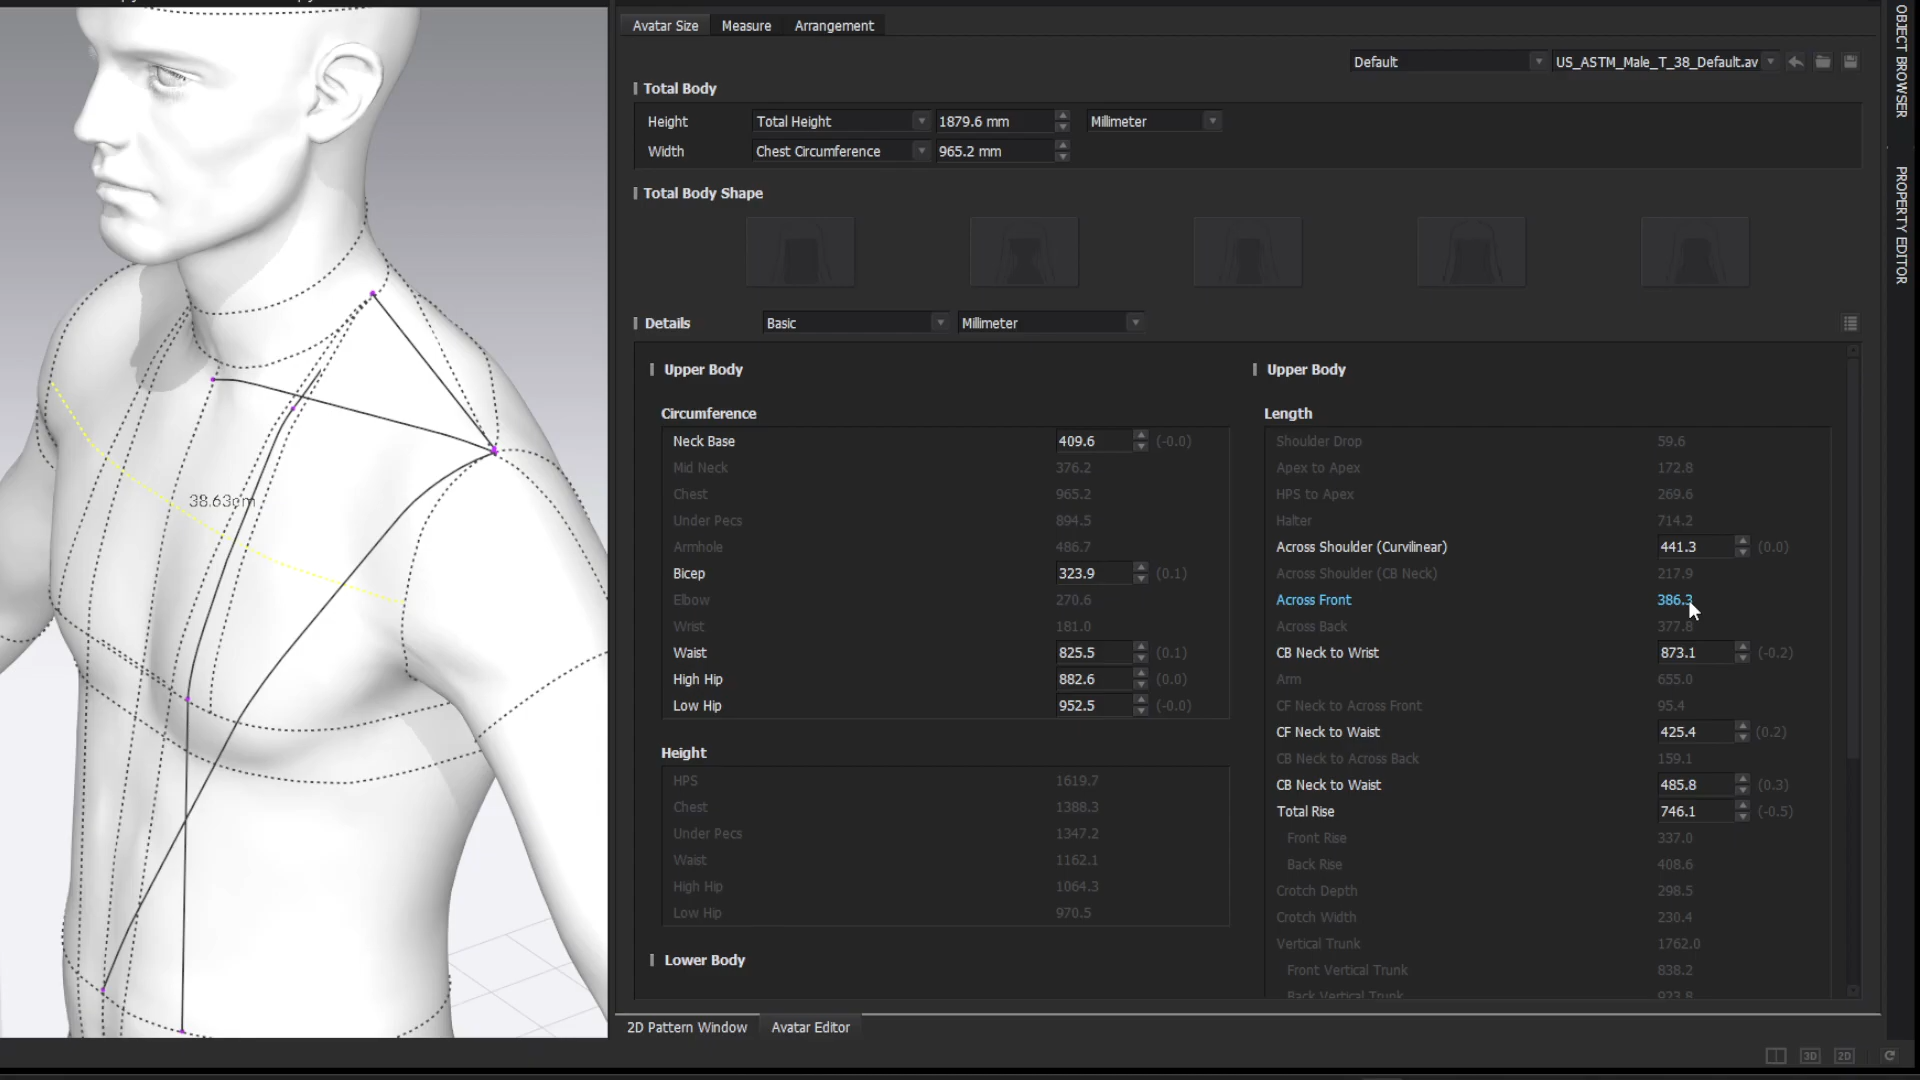 Avatar Size Measure Arrangement
Default US_ASTM_Male_T_38_Default.av
Total Body
Height Total Height 1879.6 mm Millimeter
Width Chest Circumference 965.2 mm
Total Body Shape
Details Basic Millimeter
Upper Body
Circumference
Neck Base 409.6 (-0.0)
Mid Neck 376.2
Chest 965.2
Under Pecs 894.5
Armhole 486.7
Bicep 323.9 (0.1)
Elbow 270.6
Wrist 181.0
Waist 825.5 (0.1)
High Hip 882.6 (0.0)
Low Hip 952.5 (-0.0)
Height
HPS 1619.7
Chest 1388.3
Under Pecs 1347.2
Waist 1162.1
High Hip 1064.3
Low Hip 970.5
Lower Body
Upper Body
Length
Shoulder Drop 59.6
Apex to Apex 172.8
HPS to Apex 269.6
Halter 714.2
Across Shoulder (Curvilinear) 441.3 (0.0)
Across Shoulder (CB Neck) 217.9
Across Front 386.3
Across Back 377.8
CB Neck to Wrist 873.1 (-0.2)
Arm 655.0
CF Neck to Across Front 95.4
CF Neck to Waist 425.4 (0.2)
CB Neck to Across Back 159.1
CB Neck to Waist 485.8 (0.3)
Total Rise 746.1 (-0.5)
Front Rise 337.0
Back Rise 408.6
Crotch Depth 298.5
Crotch Width 230.4
Vertical Trunk 1762.0
Front Vertical Trunk 838.2
Back Vertical Trunk 923.8
38.63cm
2D Pattern Window Avatar Editor
3D 2D
OBJECT BROWSER
PROPERTY EDITOR